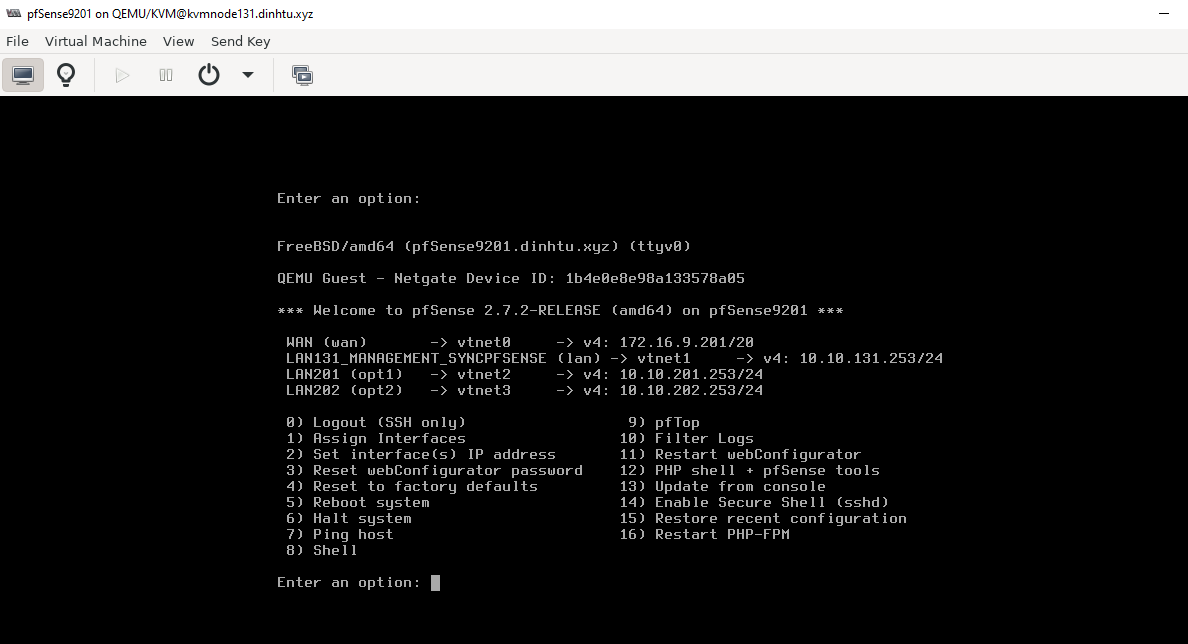 pfSense9201 on QEMU/KVM@kvmnode131.dinhtu.xyz
File Virtual Machine View Send Key
Enter an option:
FreeBSD/amd64 (pfSense9201.dinhtu.xyz) (ttyv0)
QEMU Guest - Netgate Device ID: 1b4e0e8e98a133578a05
*** Welcome to pfSense 2.7.2-RELEASE (amd64) on pfSense9201 ***
WAN (wan) -> vtnet0 -> v4: 172.16.9.201/20
LAN131_MANAGEMENT_SYNCPFSENSE (lan) -> vtnet1 -> v4: 10.10.131.253/24
LAN201 (opt1) -> vtnet2 -> v4: 10.10.201.253/24
LAN202 (opt2) -> vtnet3 -> v4: 10.10.202.253/24
0) Logout (SSH only) 9) pfTop
1) Assign Interfaces 10) Filter Logs
2) Set interface(s) IP address 11) Restart webConfigurator
3) Reset webConfigurator password 12) PHP shell + pfSense tools
4) Reset to factory defaults 13) Update from console
5) Reboot system 14) Enable Secure Shell (sshd)
6) Halt system 15) Restore recent configuration
7) Ping host 16) Restart PHP-FPM
8) Shell
Enter an option: